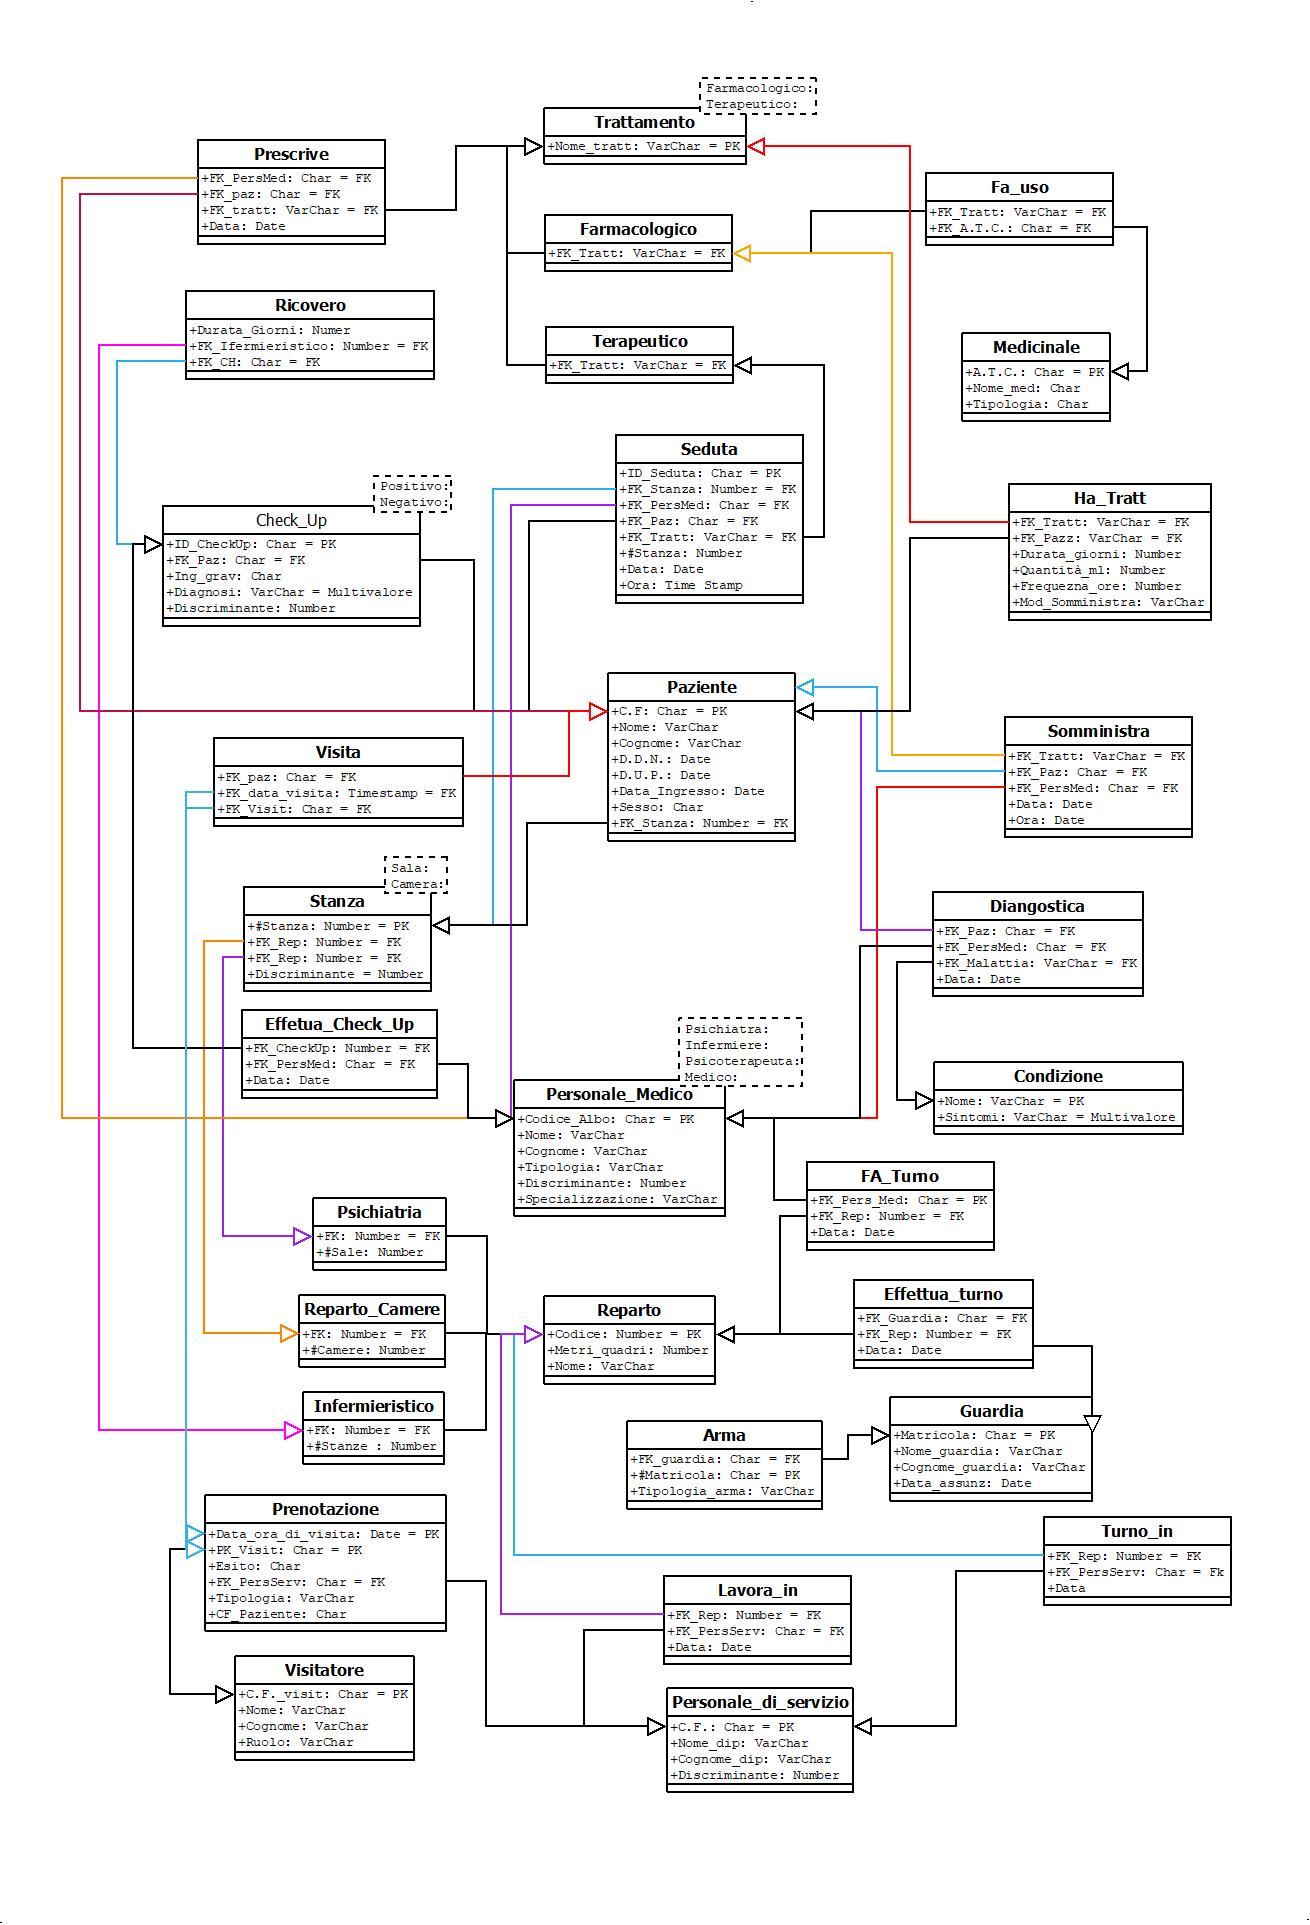 Farmacologico:
Terapeutico:
Trattamento
+Nome_tratt: VarChar = PK
Prescrive
+FK_PersMed: Char = FK
+FK_paz: Char = FK
+FK_tratt: VarChar = FK
+Data: Date
Fa_uso
+FK_Tratt: VarChar = FK
+FK_A.T.C.: Char = FK
Farmacologico
+FK_Tratt: VarChar = FK
Ricovero
+Durata_Giorni: Numer
+FK_Ifermieristico: Number = FK
+FK_CH: Char = FK
Terapeutico
+FK_Tratt: VarChar = FK
Medicinale
+A.T.C.: Char = PK
+Nome_med: Char
+Tipologia: Char
Seduta
+ID_Seduta: Char = PK
+FK_Stanza: Number = FK
+FK_PersMed: Char = FK
+FK_Paz: Char = FK
+FK_Tratt: VarChar = FK
+#Stanza: Number
+Data: Date
+Ora: Time Stamp
Positivo:
Negativo:
Check_Up
+ID_CheckUp: Char = PK
+FK_Paz: Char = FK
+Ing_grav: Char
+Diagnosi: VarChar = Multivalore
+Discriminante: Number
Ha_Tratt
+FK_Tratt: VarChar = FK
+FK_Pazz: VarChar = FK
+Durata_giorni: Number
+Quantità_ml: Number
+Frequezna_ore: Number
+Mod_Somministra: VarChar
Paziente
+C.F: Char = PK
+Nome: VarChar
+Cognome: VarChar
+D.D.N.: Date
+D.U.P.: Date
+Data_Ingresso: Date
+Sesso: Char
+FK_Stanza: Number = FK
Visita
+FK_paz: Char = FK
+FK_data_visita: Timestamp = FK
+FK_Visit: Char = FK
Somministra
+FK_Tratt: VarChar = FK
+FK_Paz: Char = FK
+FK_PersMed: Char = FK
+Data: Date
+Ora: Date
Sala:
Camera:
Stanza
+#Stanza: Number = PK
+FK_Rep: Number = FK
+FK_Rep: Number = FK
+Discriminante = Number
Diangostica
+FK_Paz: Char = FK
+FK_PersMed: Char = FK
+FK_Malattia: VarChar = FK
+Data: Date
Effetua_Check_Up
+FK_CheckUp: Number = FK
+FK_PersMed: Char = FK
+Data: Date
Psichiatra:
Infermiere:
Psicoterapeuta:
Medico:
Personale_Medico
+Codice_Albo: Char = PK
+Nome: VarChar
+Cognome: VarChar
+Tipologia: VarChar
+Discriminante: Number
+Specializzazione: VarChar
Condizione
+Nome: VarChar = PK
+Sintomi: VarChar = Multivalore
FA_Turno
+FK_Pers_Med: Char = PK
+FK_Rep: Number = FK
+Data: Date
Psichiatria
+FK: Number = FK
+#Sale: Number
Reparto_Camere
+FK: Number = FK
+#Camere: Number
Reparto
+Codice: Number = PK
+Metri_quadri: Number
+Nome: VarChar
Effettua_turno
+FK_Guardia: Char = FK
+FK_Rep: Number = FK
+Data: Date
Infermieristico
+FK: Number = FK
+#Stanze : Number
Arma
+FK_guardia: Char = FK
+#Matricola: Char = PK
+Tipologia_arma: VarChar
Guardia
+Matricola: Char = PK
+Nome_guardia: VarChar
+Cognome_guardia: VarChar
+Data_assunz: Date
Prenotazione
+Data_ora_di_visita: Date = PK
+PK_Visit: Char = PK
+Esito: Char
+FK_PersServ: Char = FK
+Tipologia: VarChar
+CF_Paziente: Char
Turno_in
+FK_Rep: Number = FK
+FK_PersServ: Char = Fk
+Data
Lavora_in
+FK_Rep: Number = FK
+FK_PersServ: Char = FK
+Data: Date
Visitatore
+C.F._visit: Char = PK
+Nome: VarChar
+Cognome: VarChar
+Ruolo: VarChar
Personale_di_servizio
+C.F.: Char = PK
+Nome_dip: VarChar
+Cognome_dip: VarChar
+Discriminante: Number